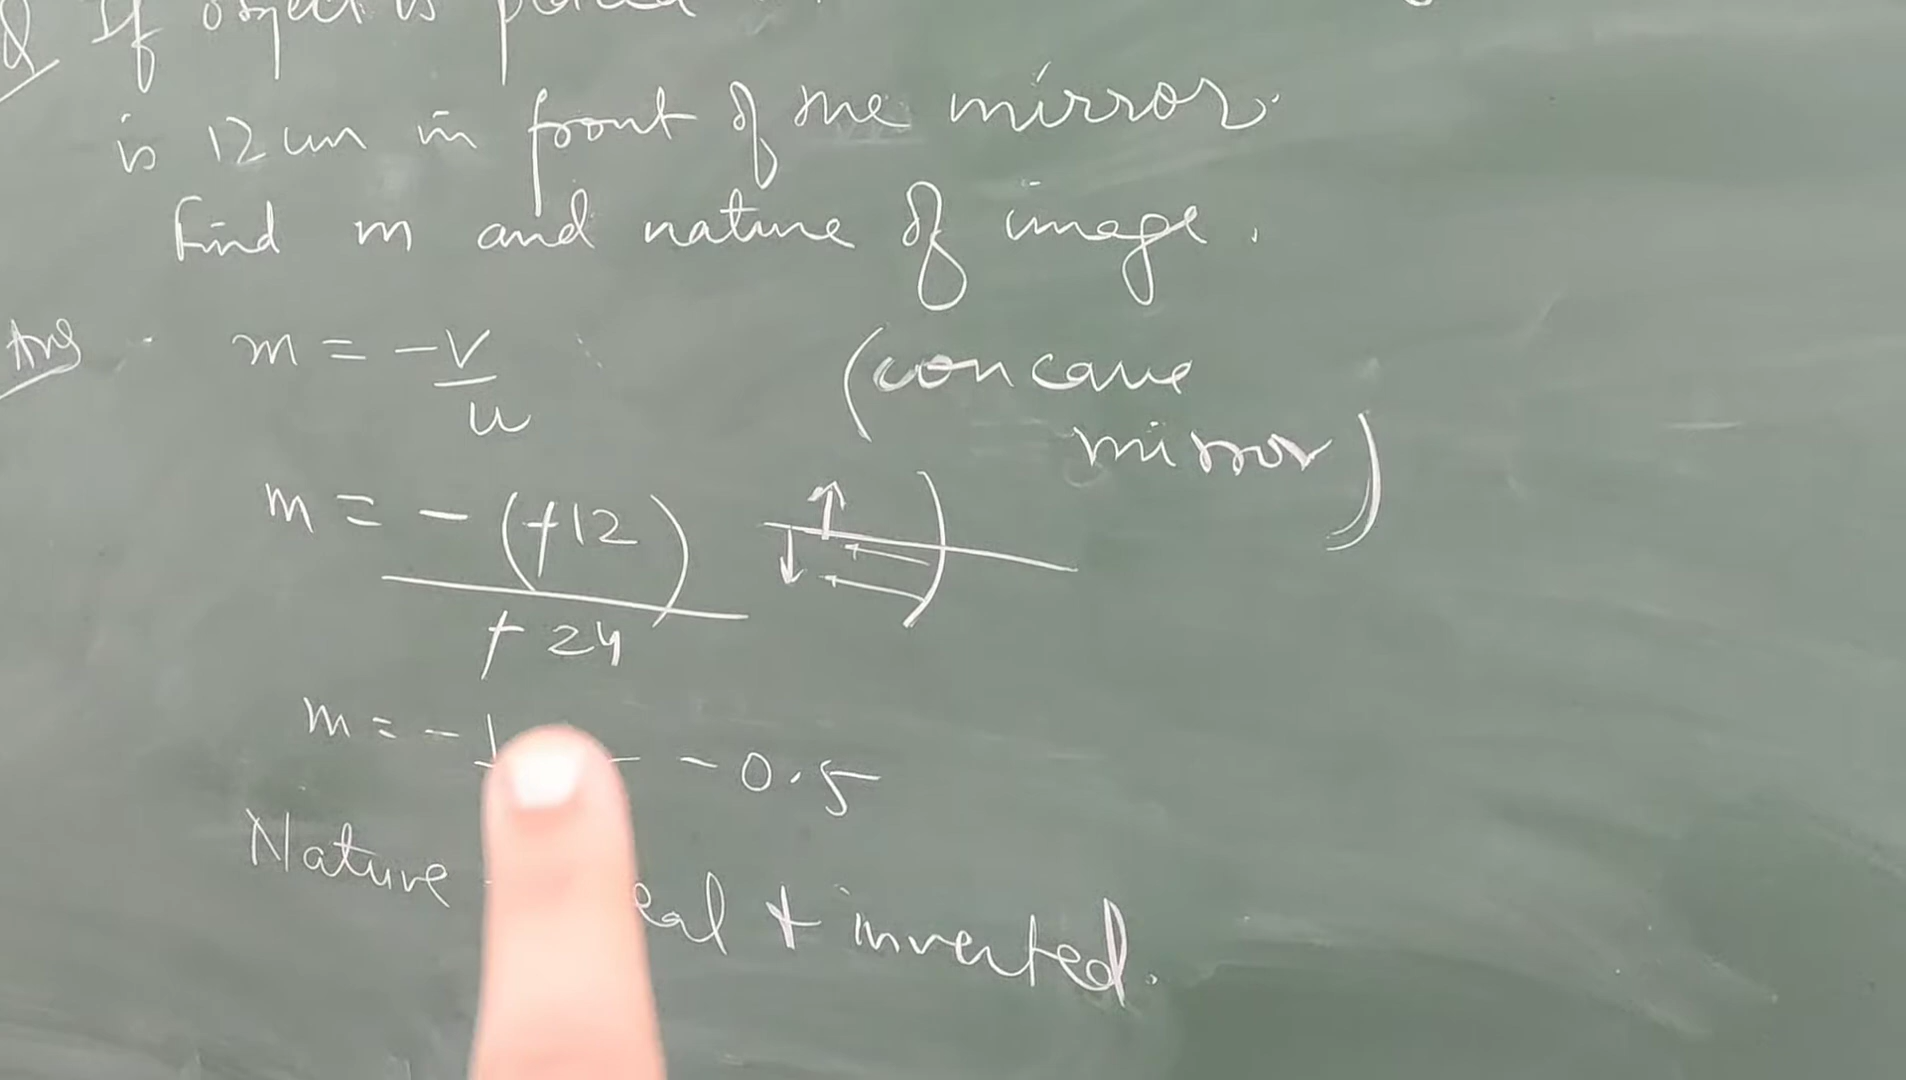 Q If object is placed
is 12 cm in front of the mirror.
Find m and nature of image.
Ans. m = -v/u (concave
mirror)
m = -(+12)/+24
m = - - 0.5
Nature eal + inverted.